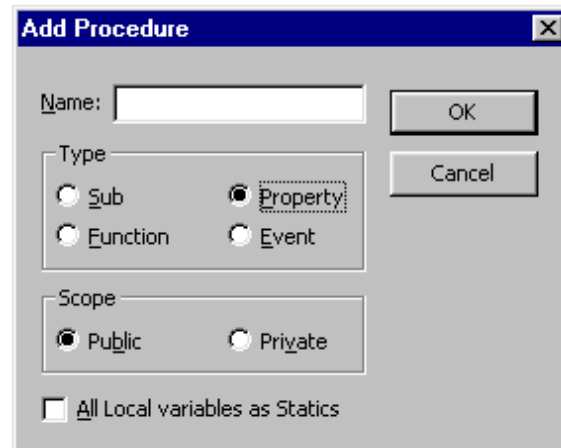 Add Procedure
Name:
OK
Type
Cancel
Sub
Property
Function
Event
Scope
Public
Private
All Local variables as Statics